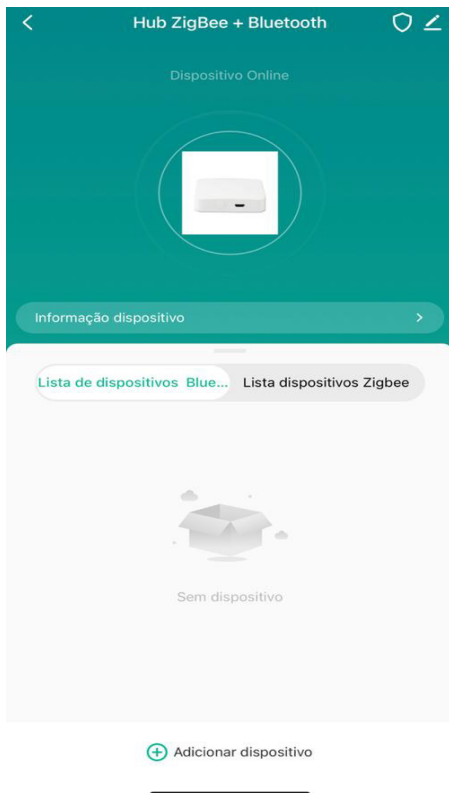 Hub ZigBee + Bluetooth
Dispositivo Online
Informação dispositivo
Lista de dispositivos Blue... Lista dispositivos Zigbee
Sem dispositivo
Adicionar dispositivo